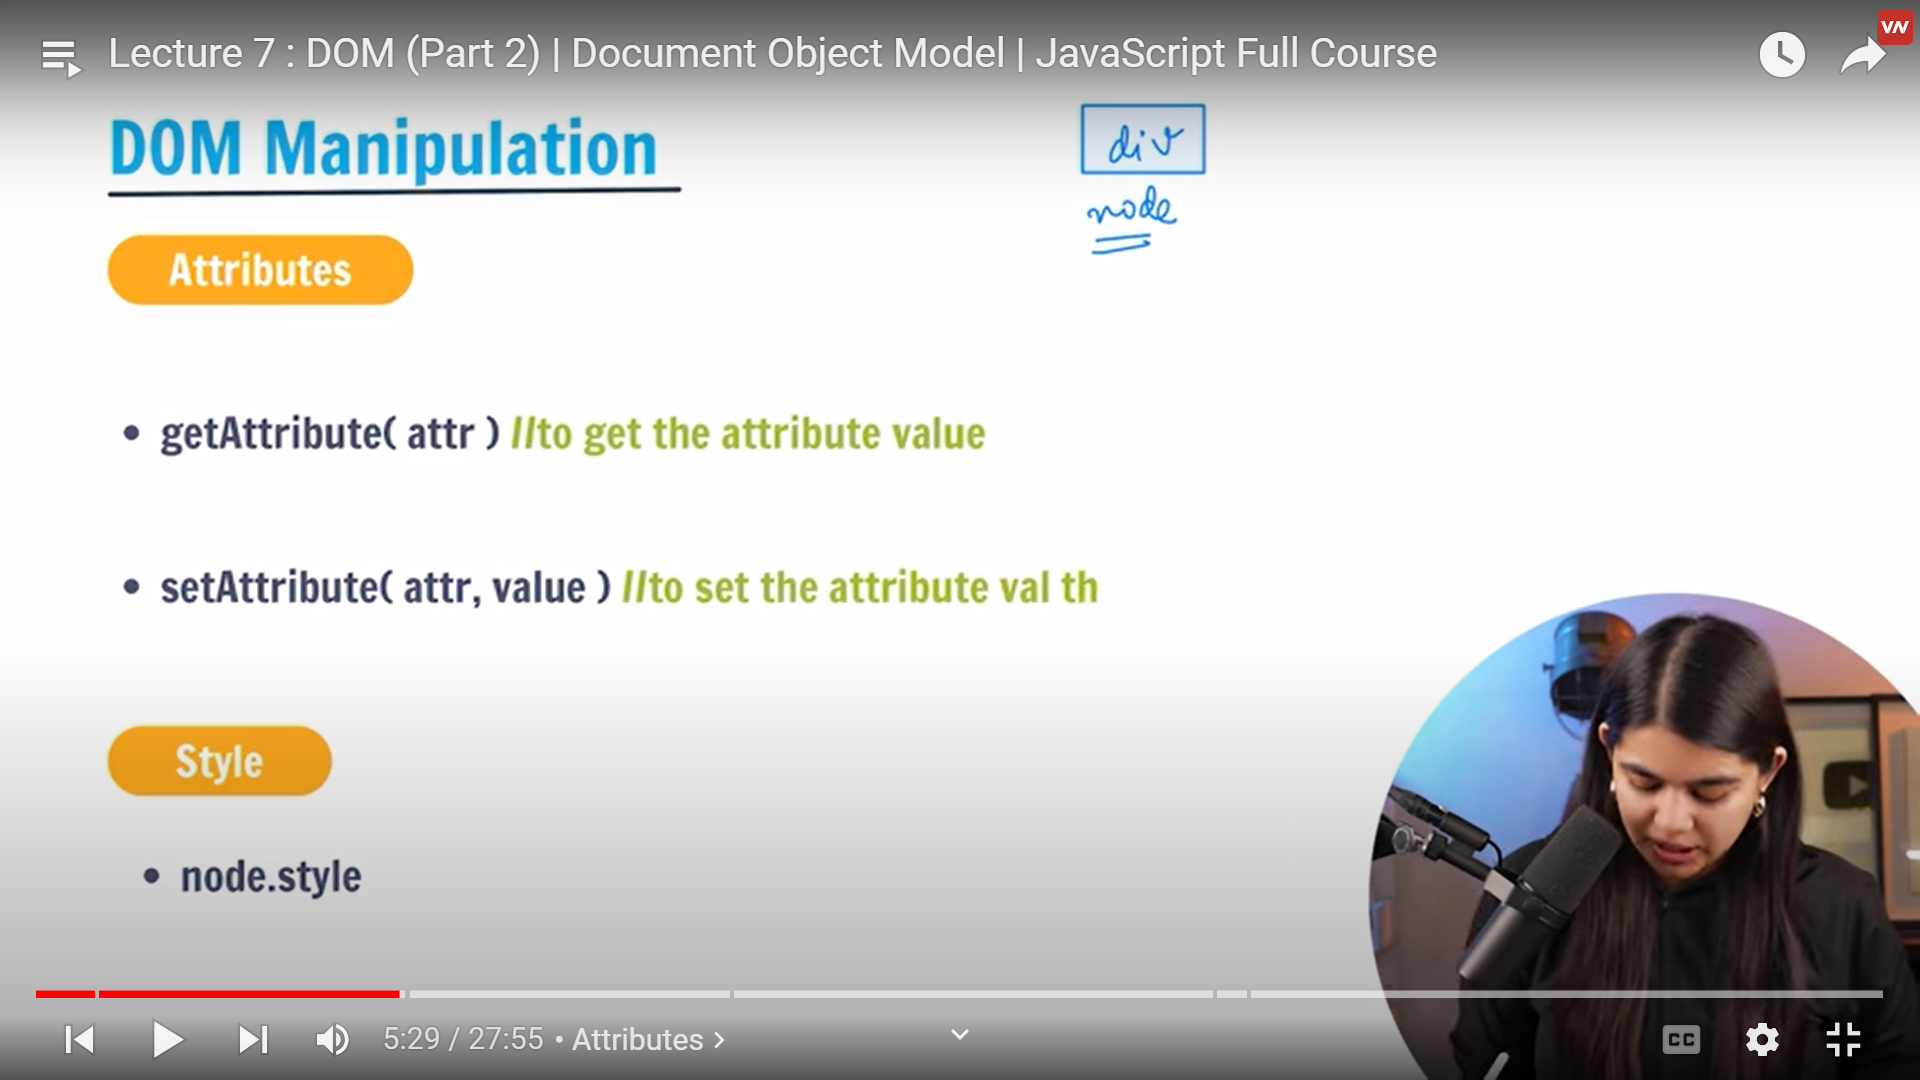 Lecture 7 : DOM (Part 2) | Document Object Model | JavaScript Full Course
VN
DOM Manipulation
div
node
Attributes
• getAttribute( attr ) //to get the attribute value
• setAttribute( attr, value ) //to set the attribute val th
Style
• node.style
5:29 / 27:55 • Attributes >
CC